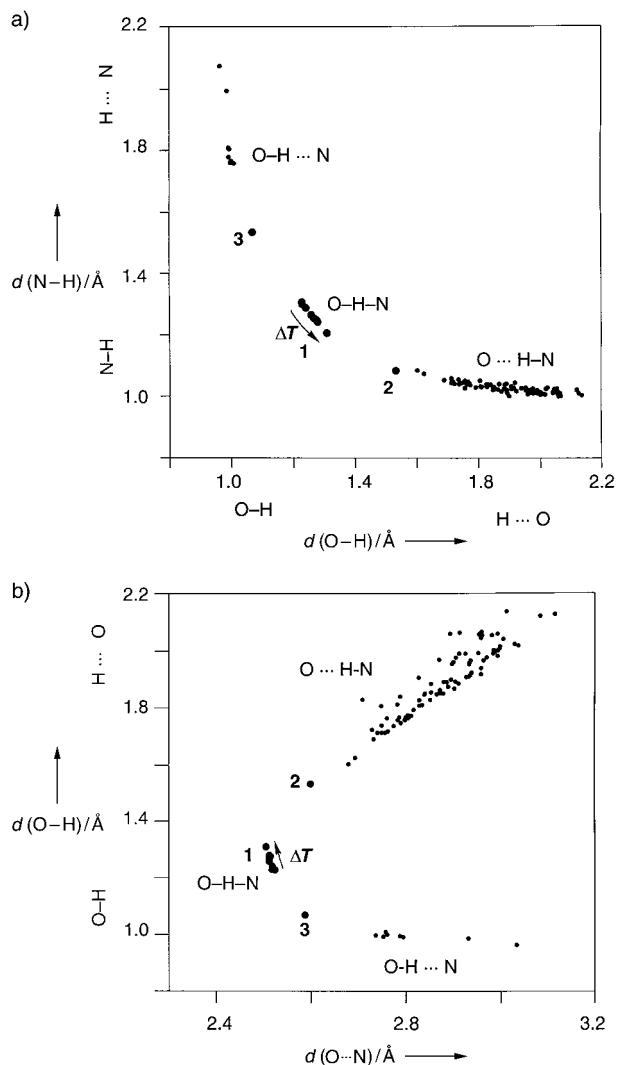 a)
2.2
H ··· N
1.8
O–H ··· N
3
d (N–H)/Å
1.4
O–H–N
ΔT
1
N–H
O ··· H–N
1.0
2
1.0
1.4
1.8
2.2
O–H
H ··· O
d (O–H)/Å
b)
2.2
H ··· O
O ··· H-N
1.8
2
d (O–H)/Å
1.4
1
ΔT
O–H–N
O–H
3
1.0
O-H ··· N
2.4
2.8
3.2
d (O···N)/Å